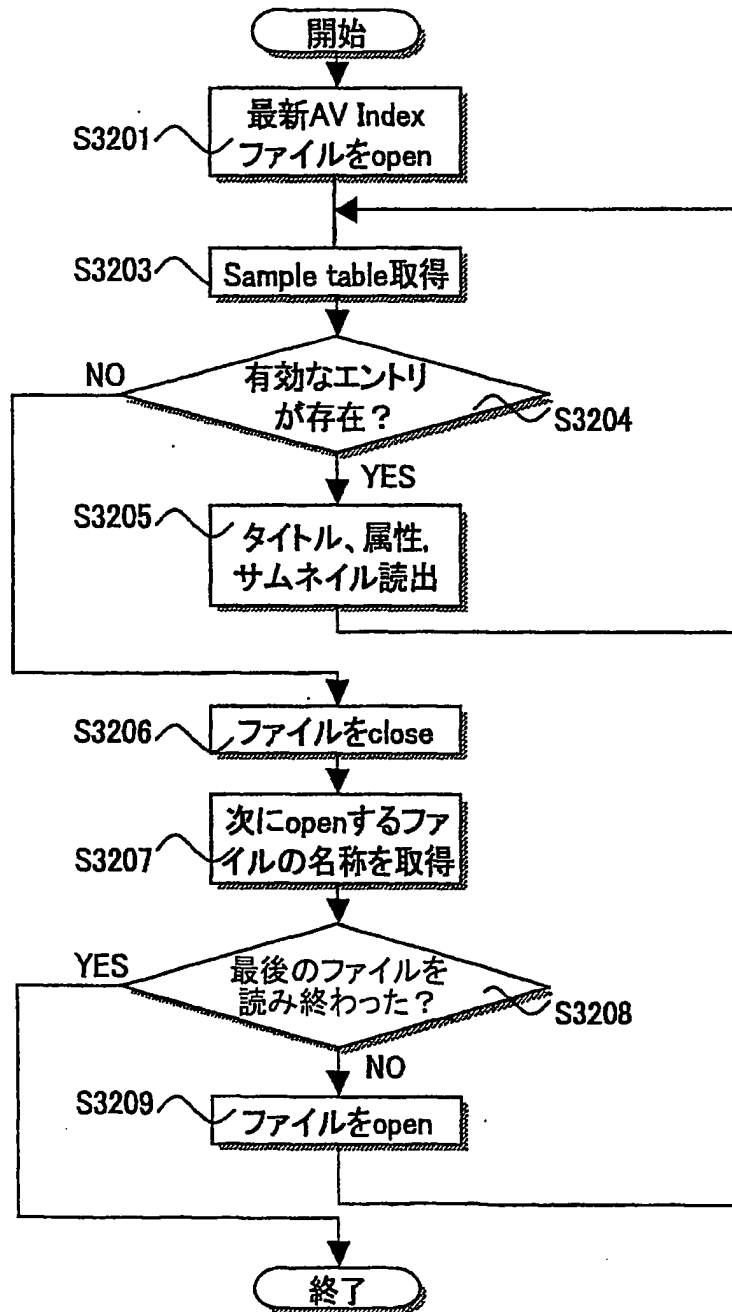 開始
最新AV Index
ファイルをopen
S3201
S3203
Sample table取得
NO
有効なエントリ
が存在?
S3204
YES
S3205
タイトル、属性,
サムネイル読出
S3206
ファイルをclose
次にopenするファ
イルの名称を取得
S3207
YES
最後のファイルを
読み終わった?
S3208
NO
S3209
ファイルをopen
終了